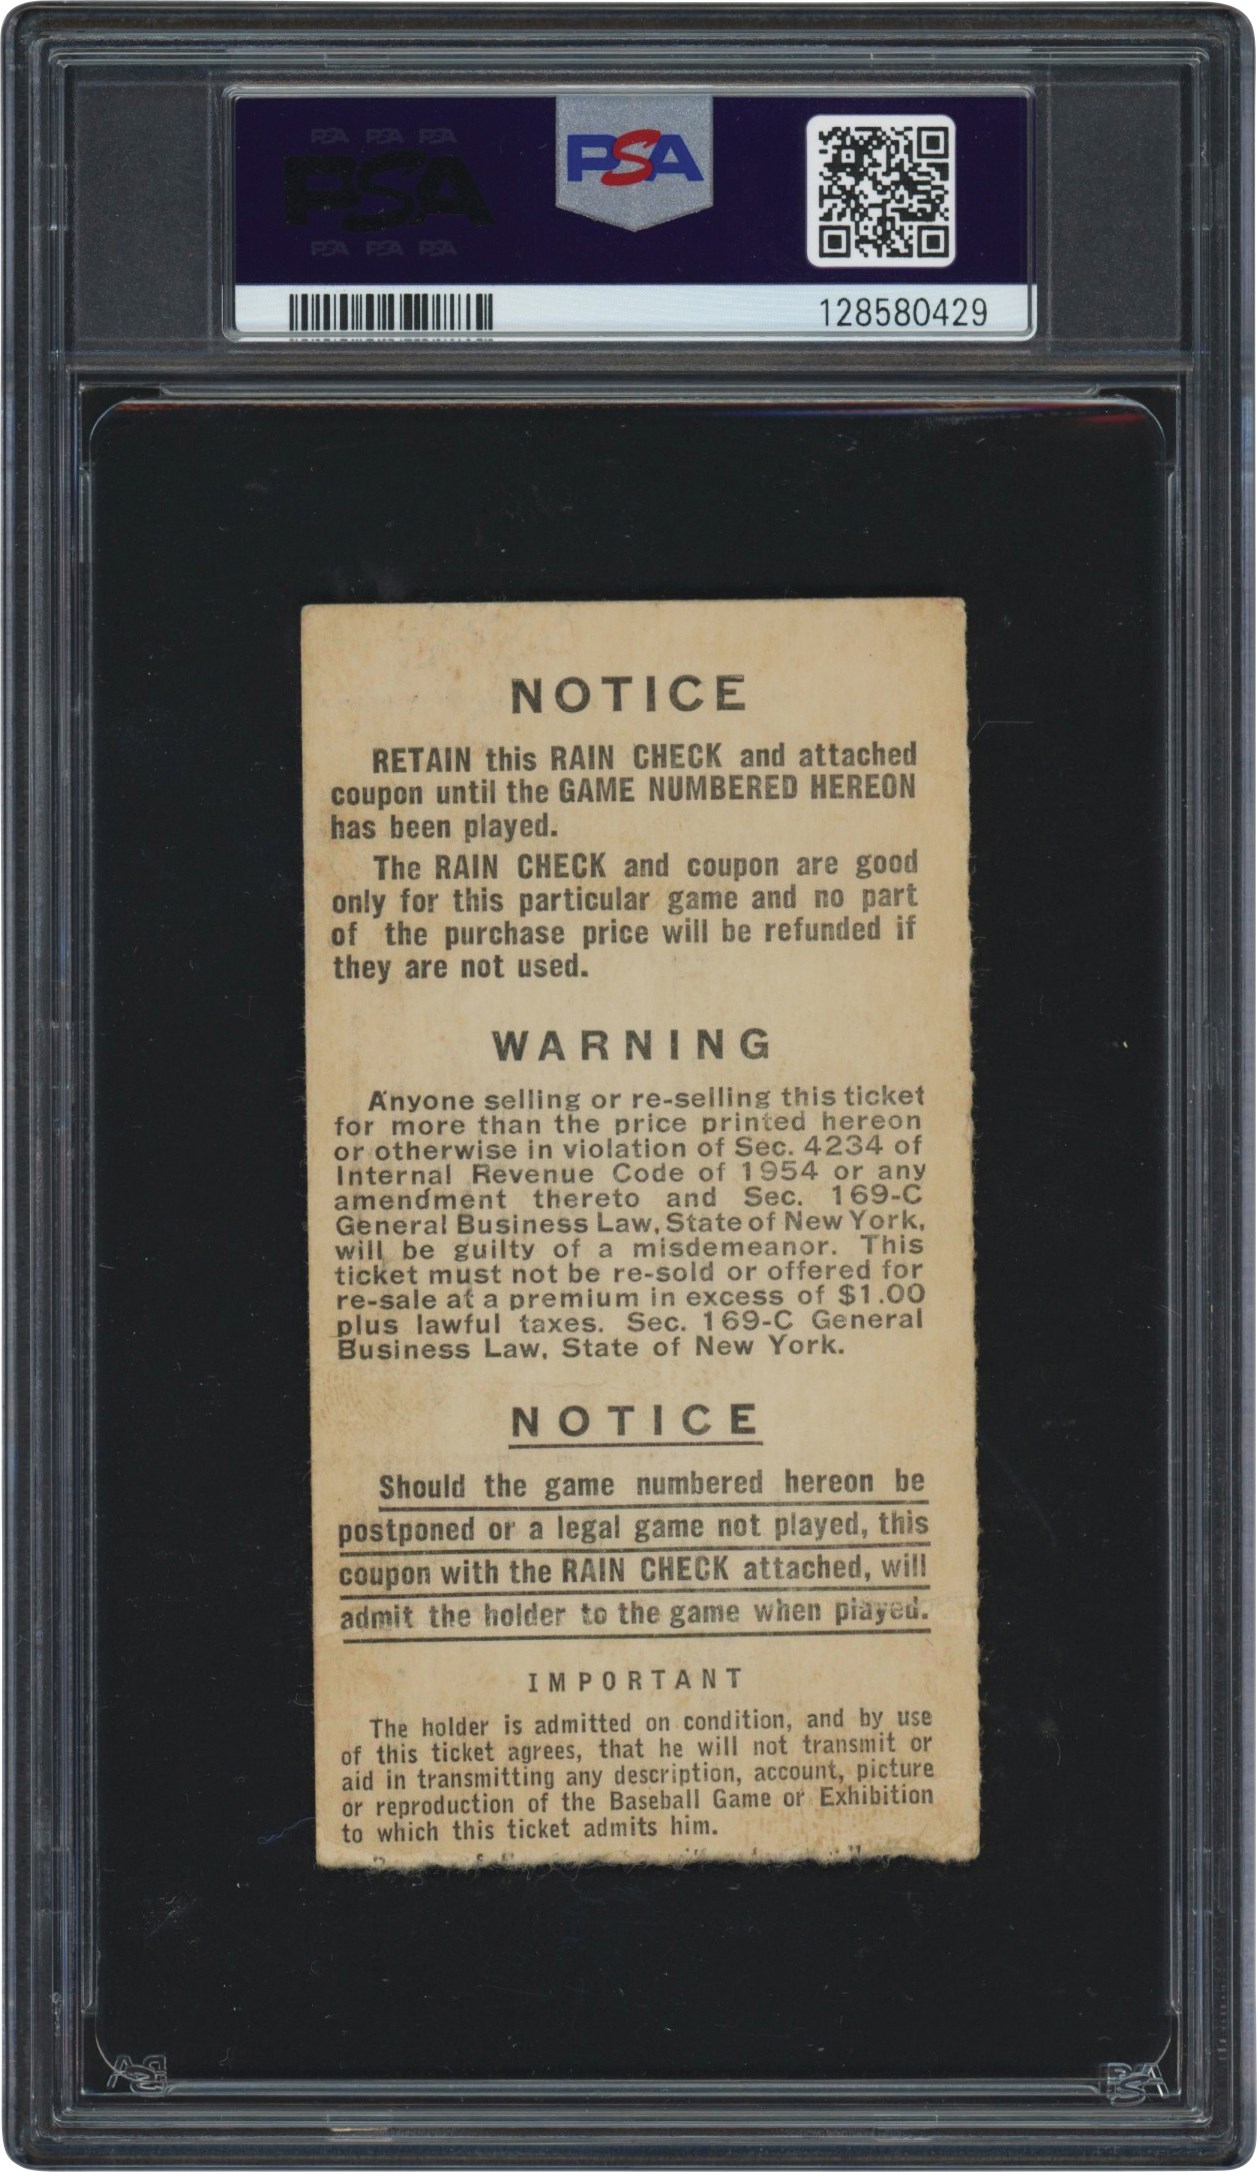 PSA PSA PSA
PSA
PSA PSA PSA
PSA
128580429
NOTICE
RETAIN this RAIN CHECK and attached
coupon until the GAME NUMBERED HEREON
has been played.
The RAIN CHECK and coupon are good
only for this particular game and no part
of the purchase price will be refunded if
they are not used.
WARNING
Anyone selling or re-selling this ticket
for more than the price printed hereon
or otherwise in violation of Sec. 4234 of
Internal Revenue Code of 1954 or any
amendment thereto and Sec. 169-C
General Business Law, State of New York,
will be guilty of a misdemeanor. This
ticket must not be re-sold or offered for
re-sale at a premium in excess of $1.00
plus lawful taxes. Sec. 169-C General
Business Law, State of New York.
NOTICE
Should the game numbered hereon be
postponed or a legal game not played, this
coupon with the RAIN CHECK attached, will
admit the holder to the game when played.
IMPORTANT
The holder is admitted on condition, and by use
of this ticket agrees, that he will not transmit or
aid in transmitting any description, account, picture
or reproduction of the Baseball Game or Exhibition
to which this ticket admits him.
PSA
PSA